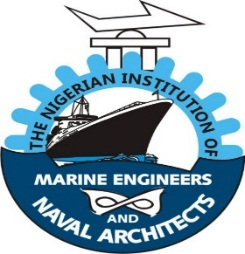 THE NIGERIAN INSTITUTION OF
MARINE ENGINEERS
AND
NAVAL ARCHITECTS